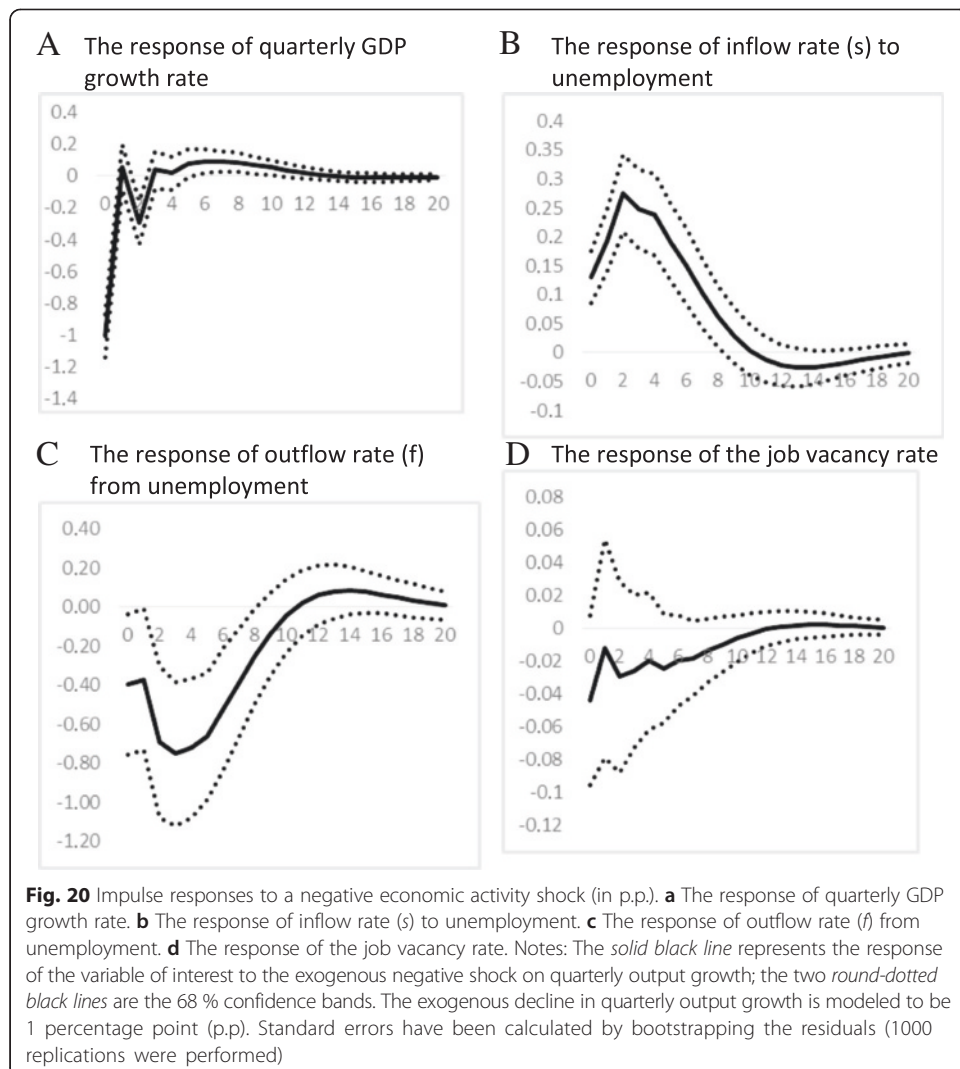 A The response of quarterly GDP
growth rate
0.4
0.2
0
-0.2
-0.4
-0.6
-0.8
-1
-1.2
-1.4
0 2 4 6 8 10 12 14 16 18 20
B The response of inflow rate (s) to
unemployment
0.4
0.35
0.3
0.25
0.2
0.15
0.1
0.05
0
-0.05
-0.1
0 2 4 6 8 10 12 14 16 18 20
C The response of outflow rate (f)
from unemployment
0.40
0.20
0.00
-0.20
-0.40
-0.60
-0.80
-1.00
-1.20
0 2 4 6 8 10 12 14 16 18 20
D The response of the job vacancy rate
0.08
0.06
0.04
0.02
0
-0.02
-0.04
-0.06
-0.08
-0.1
-0.12
0 2 4 6 8 10 12 14 16 18 20
Fig. 20 Impulse responses to a negative economic activity shock (in p.p.). a The response of quarterly GDP
growth rate. b The response of inflow rate (s) to unemployment. c The response of outflow rate (f) from
unemployment. d The response of the job vacancy rate. Notes: The solid black line represents the response
of the variable of interest to the exogenous negative shock on quarterly output growth; the two round-dotted
black lines are the 68 % confidence bands. The exogenous decline in quarterly output growth is modeled to be
1 percentage point (p.p). Standard errors have been calculated by bootstrapping the residuals (1000
replications were performed)